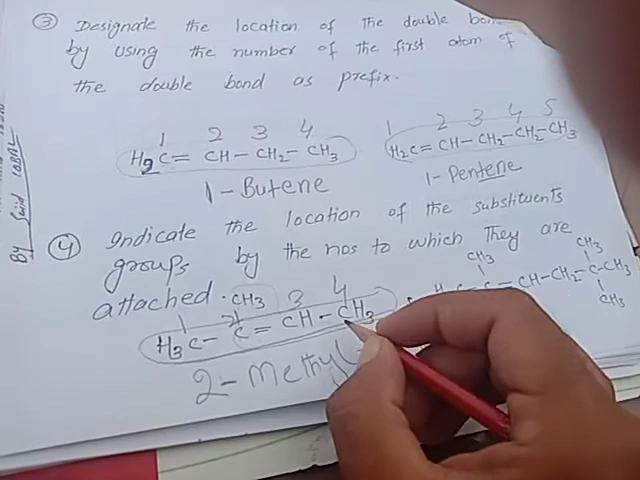 ③ Designate the location of the double bon
by using the number of the first atom of
the double bond as prefix.
1 2 3 4
H2C = CH - CH2 - CH3
1 - Butene
1 2 3 4 5
H2C = CH - CH2 - CH2 - CH3
1 - Pentene
④ Indicate the location of the substituents
groups by the nos to which They are
attached.
CH3
1 2 3 4
H3C - C = CH - CH3
2 - Methyl
CH3 CH3
C - CH - CH2 - C - CH3
CH3
By Said